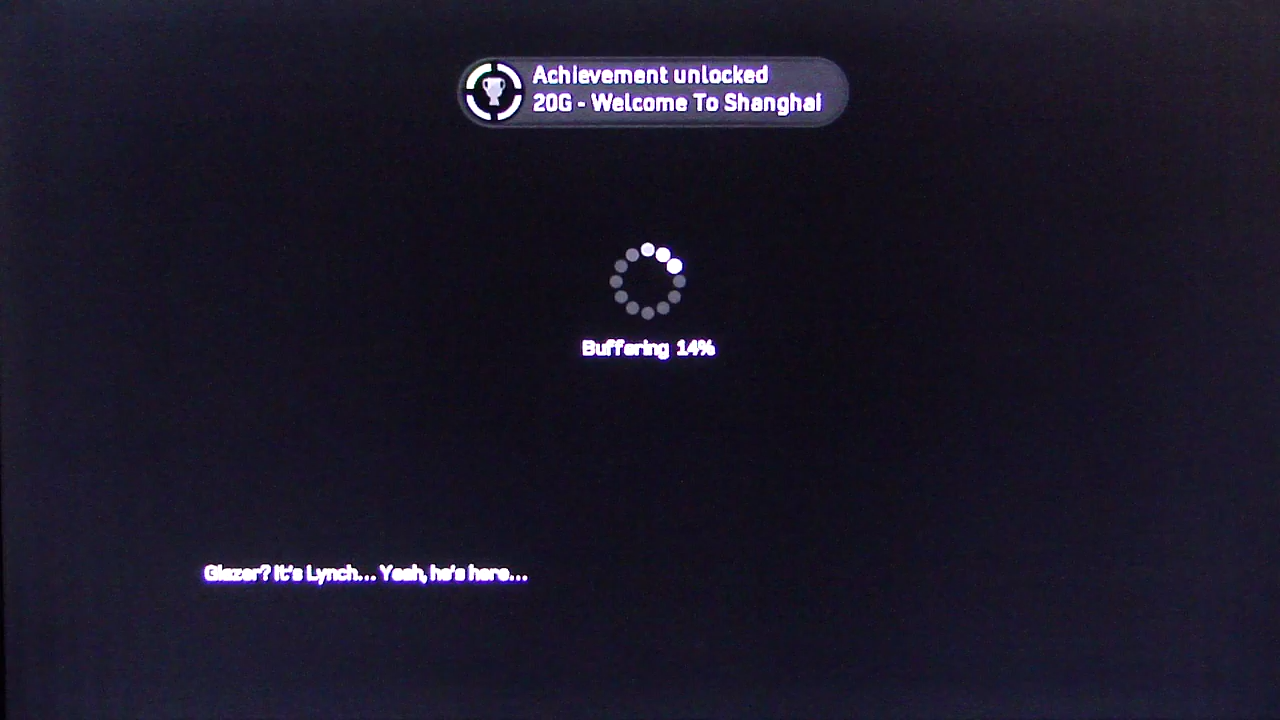 Achievement unlocked
20G - Welcome To Shanghai
Buffering 14%
Glazer? It's Lynch... Yeah, he's here...